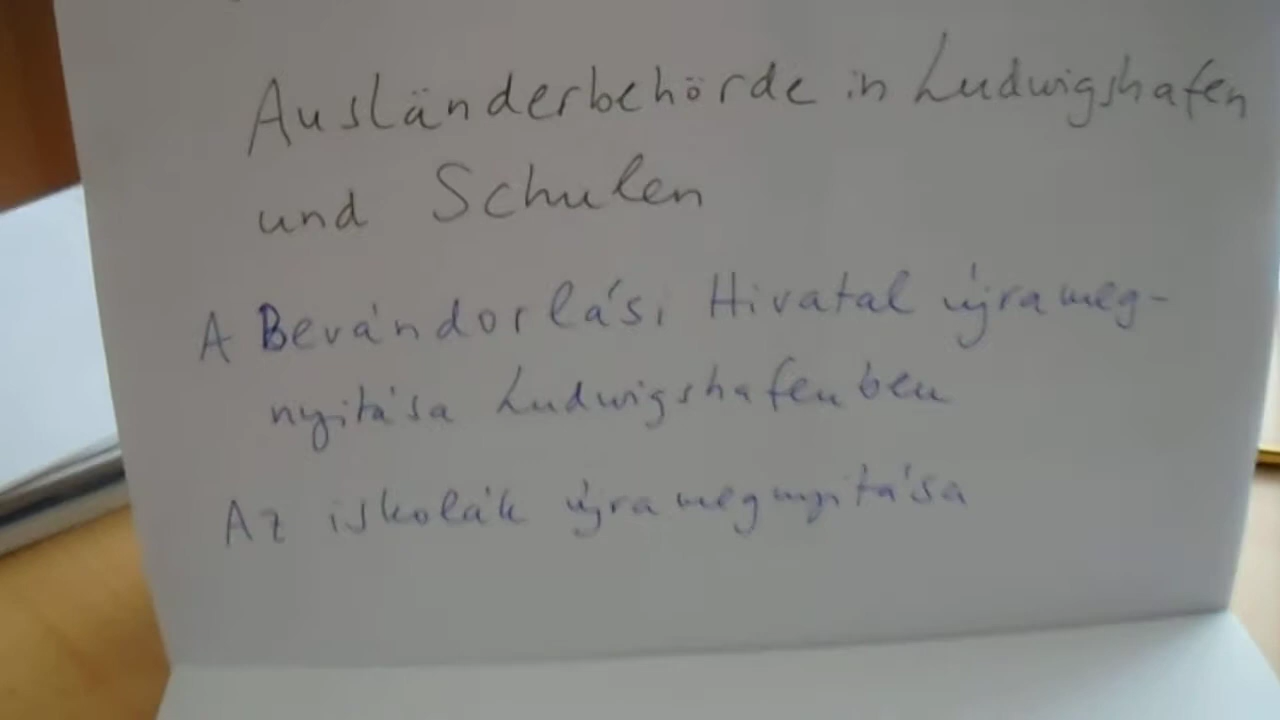 Ausländerbehörde in Ludwigshafen
und Schulen
A Bevándorlási Hivatal újrameg-
nyitása Ludwigshafenben
Az iskolák újramegnyitása